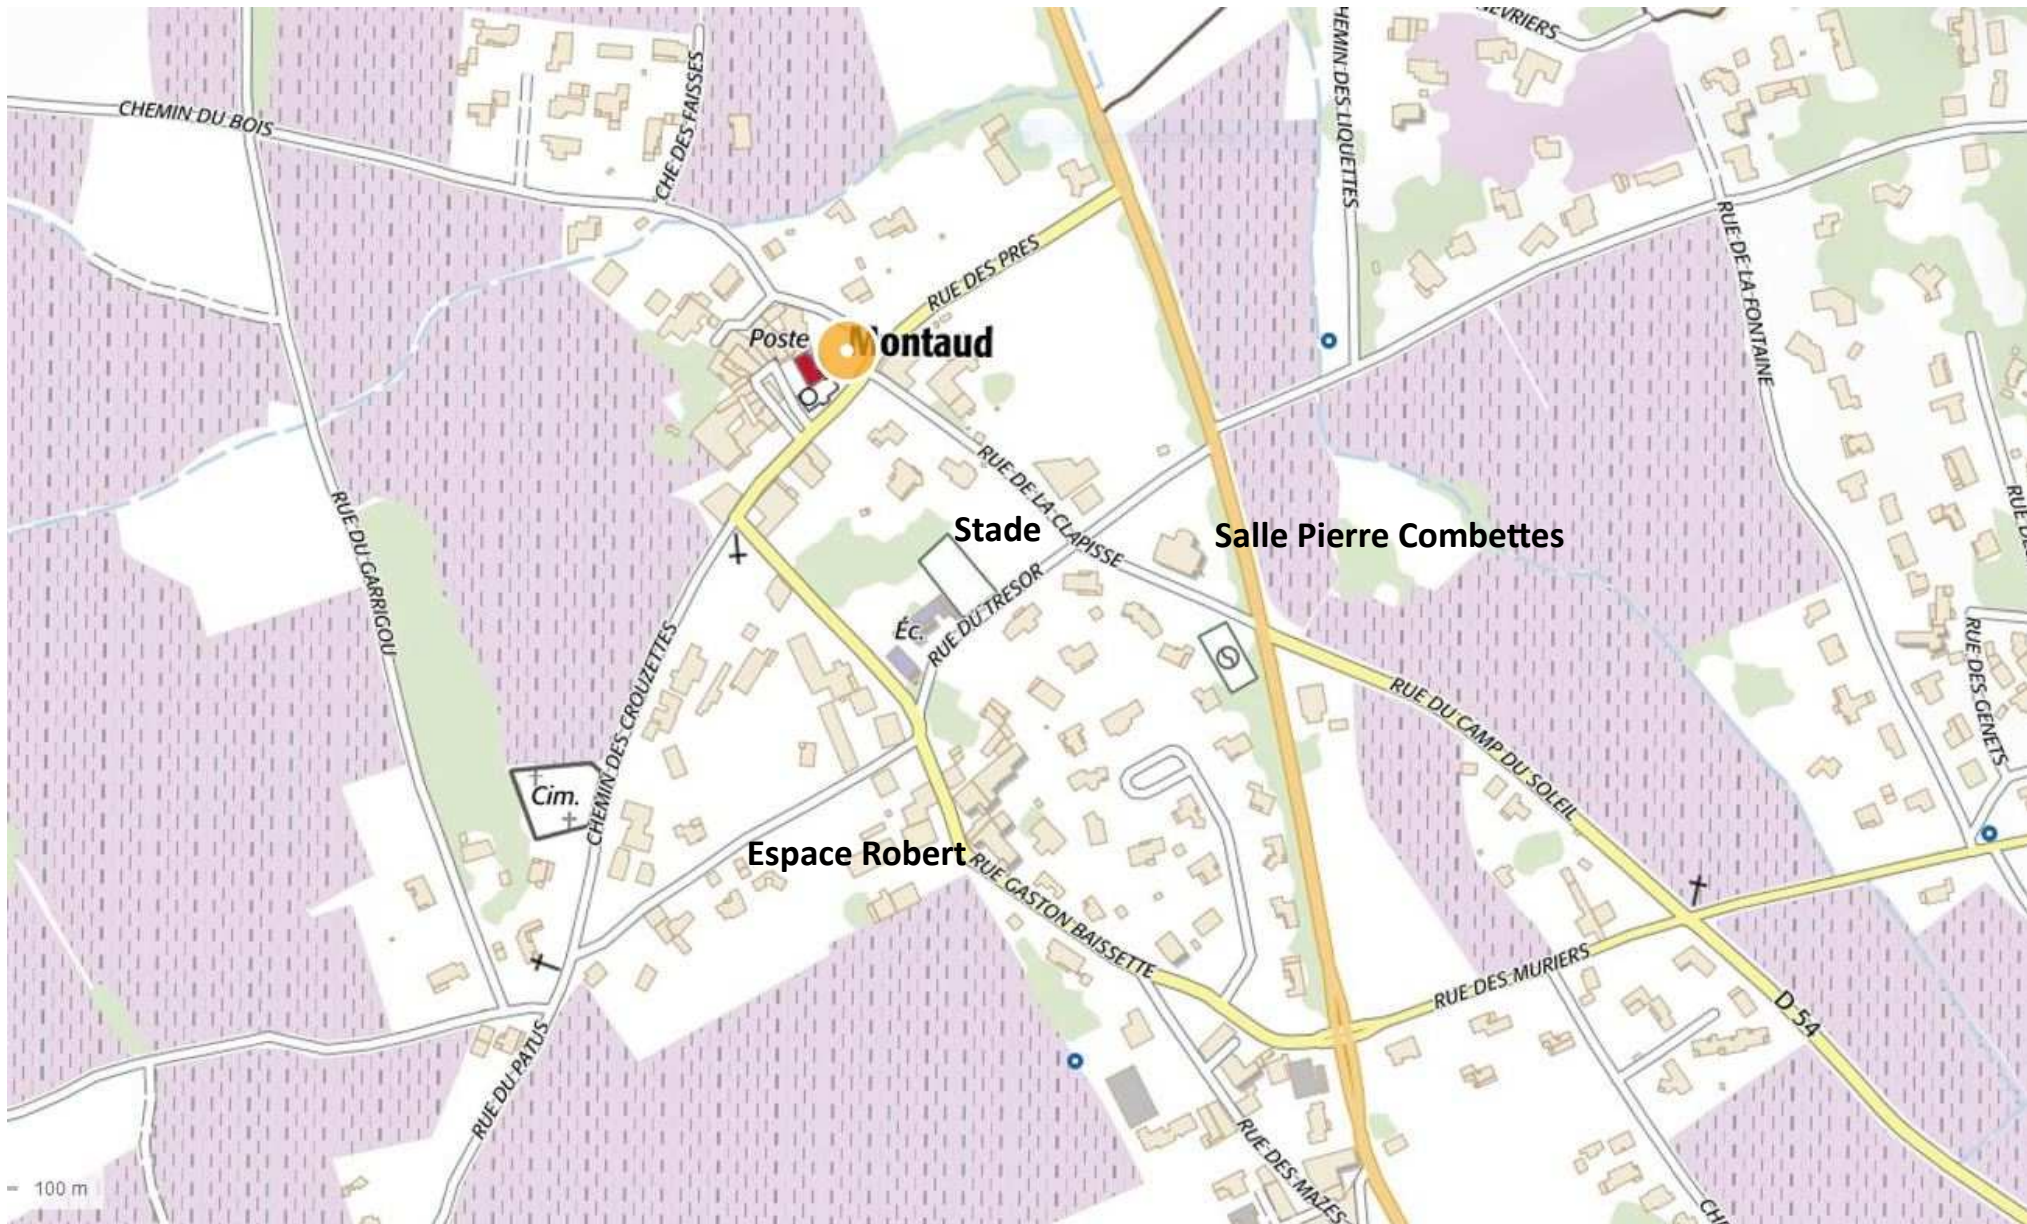 CHEMIN DU BOIS
CHE DES FAISSES
CHEMIN DES LIQUETTES
RUE DES PRES
RUE DE LA FONTAINE
Poste
Montaud
RUE DE LA CLAPISSE
RUE DU GARRIGOU
Stade
Salle Pierre Combettes
RUE DU TRESOR
Éc.
CHEMIN DES CROUZETTES
RUE DES GENETS
RUE DU CAMP DU SOLEIL
Cim.
Espace Robert
RUE GASTON BAISSETTE
RUE DES MURIERS
D 54
RUE DU PATUS
RUE DES MAZES
100 m